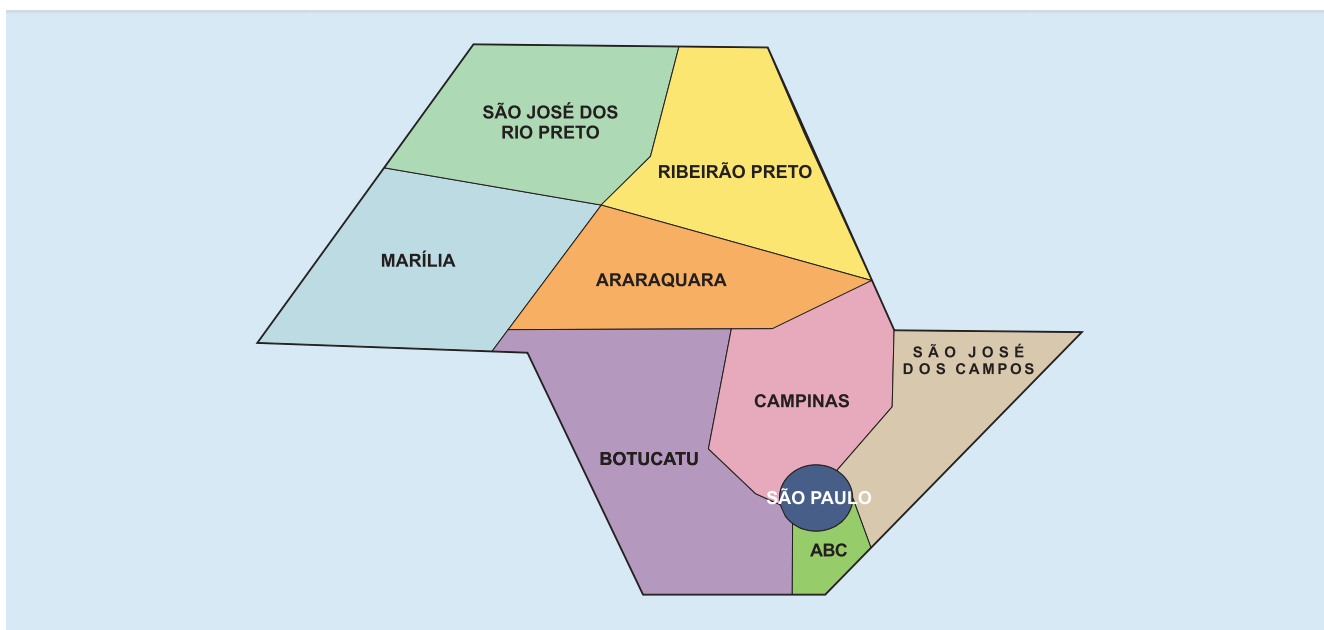 SÃO JOSÉ DOS
RIO PRETO
RIBEIRÃO PRETO
MARÍLIA
ARARAQUARA
SÃO JOSÉ
DOS CAMPOS
CAMPINAS
BOTUCATU
SÃO PAULO
ABC